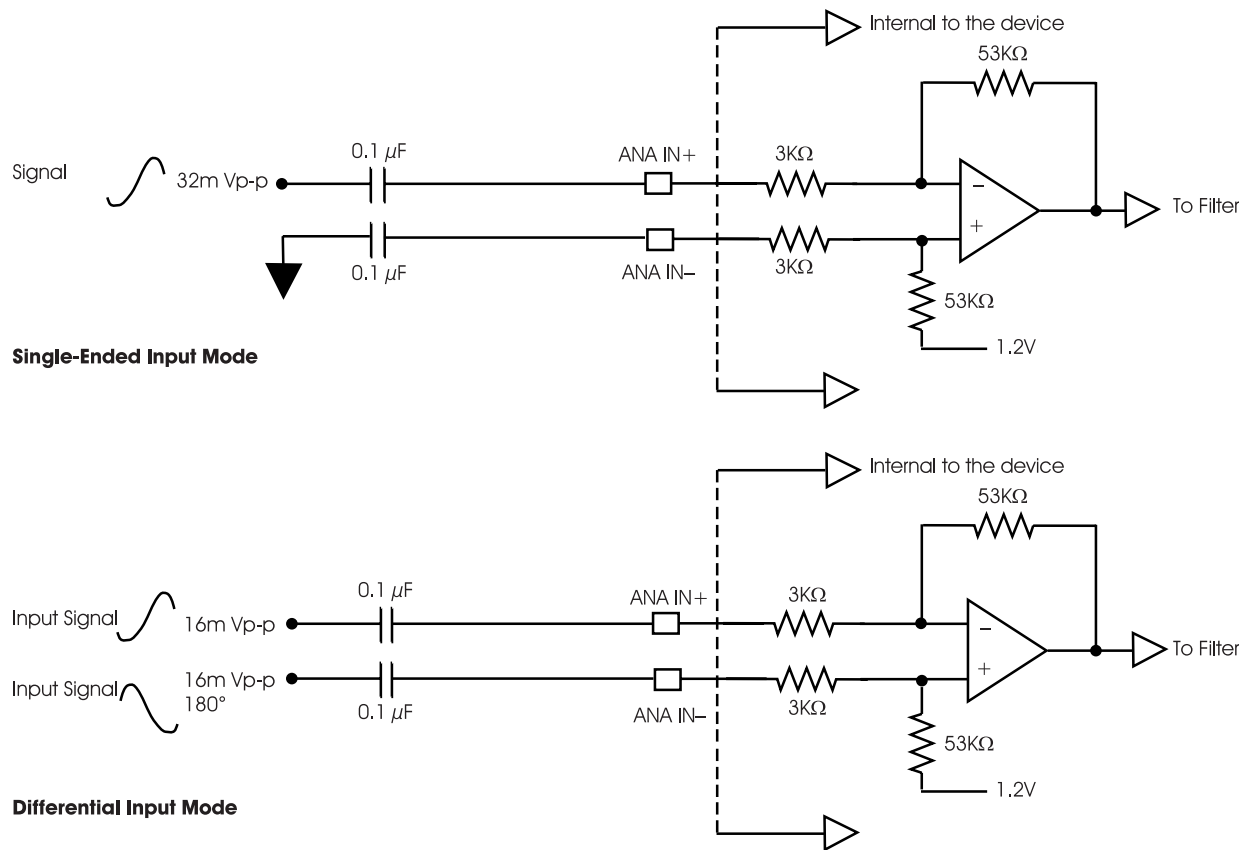 Internal to the device
53KΩ
Signal
32m Vp-p
0.1 μF
ANA IN+
3KΩ
−
+
To Filter
0.1 μF
ANA IN–
3KΩ
53KΩ
1.2V
Single-Ended Input Mode
Internal to the device
53KΩ
Input Signal
16m Vp-p
0.1 μF
ANA IN+
3KΩ
−
+
To Filter
Input Signal
16m Vp-p
180°
0.1 μF
ANA IN–
3KΩ
53KΩ
1.2V
Differential Input Mode